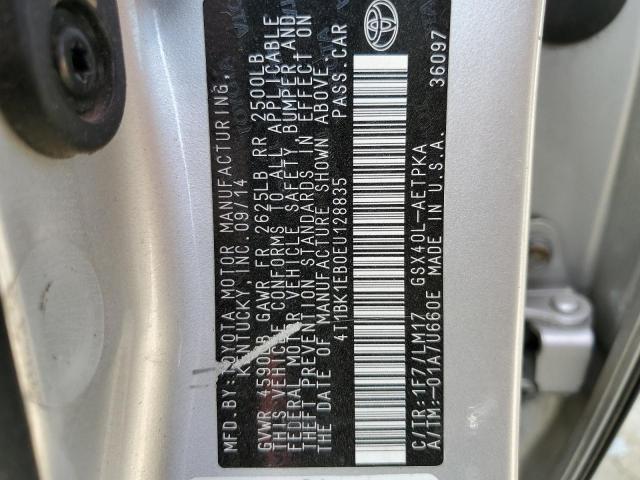 MFD. BY: TOYOTA MOTOR MANUFACTURING,
KENTUCKY, INC. 09/14
GVWR 4590LB GAWR FR 2625LB RR 2500LB
THIS VEHICLE CONFORMS TO ALL APPLICABLE
FEDERAL MOTOR VEHICLE SAFETY, BUMPER AND
THEFT PREVENTION STANDARDS IN EFFECT ON
THE DATE OF MANUFACTURE SHOWN ABOVE.
4T1BK1EB0EU128835 PASS. CAR
C/TR: 1F7/LM17 GSX40L-AETPKA
A/TM: -01A/U660E MADE IN U.S.A. 36097